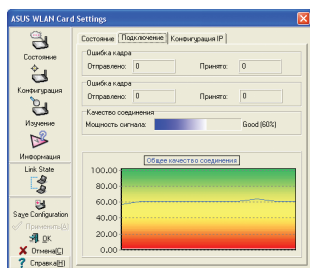 ASUS WLAN Card Settings
Состояние
Конфигурация
Изучение
Информация
Link State
Save Configuration
Применить(A)
OK
Отмена(C)
Справка(H)
Состояние Подключение Конфигурация IP
Ошибка кадра
Отправлено: 0 Принято: 0
Ошибка кадра
Отправлено: 0 Принято: 0
Качество соединения
Мощность сигнала: Good (60%)
Общее качество соединения
100.00
80.00
60.00
40.00
20.00
0.00